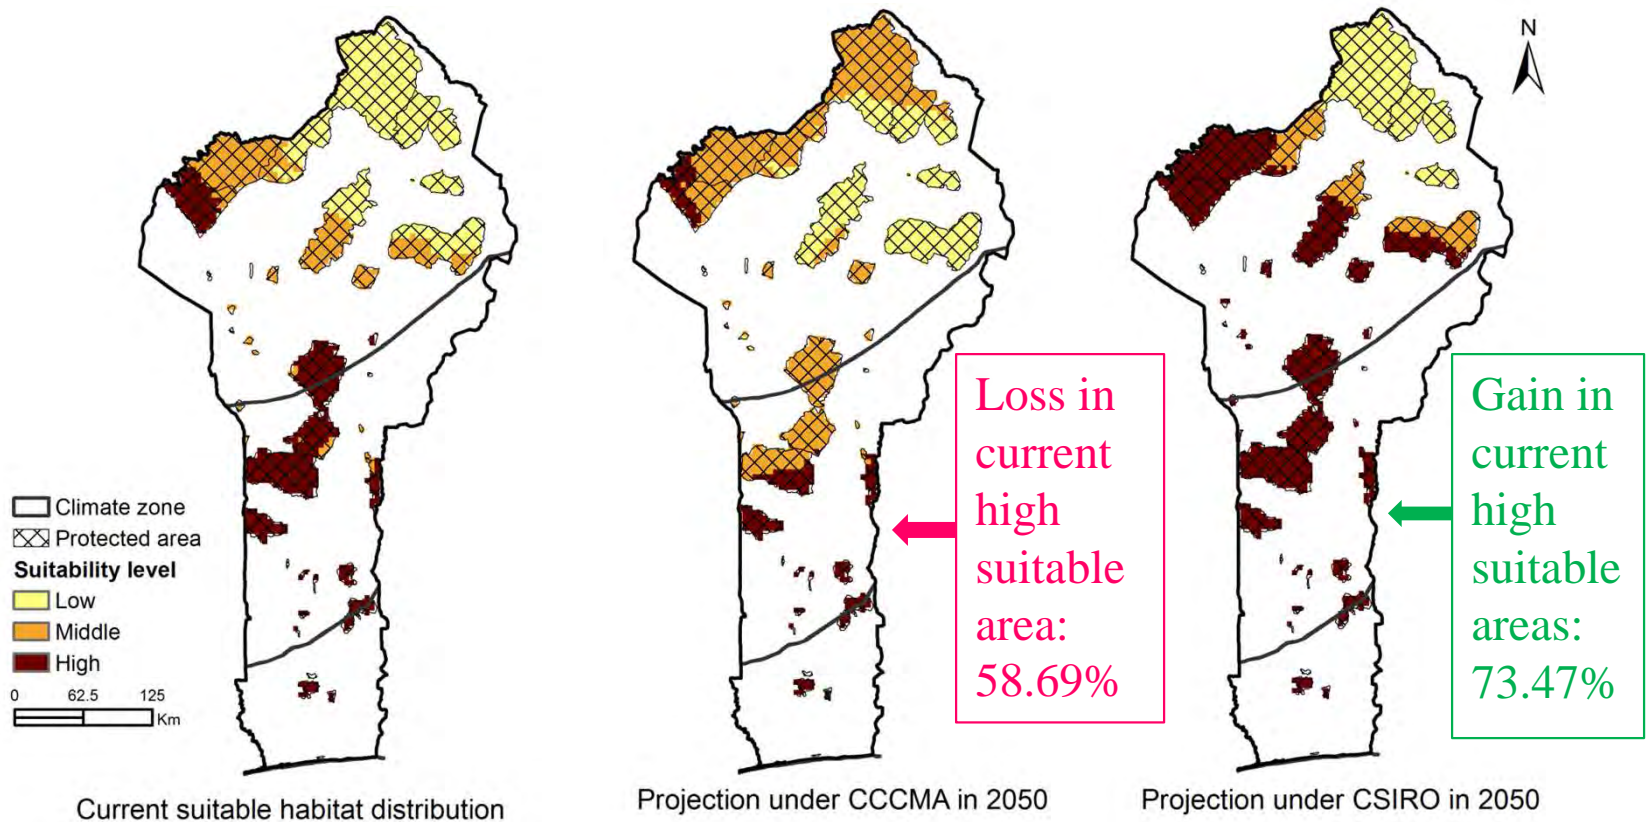 N
Loss in
current
high
suitable
area:
58.69%
Gain in
current
high
suitable
areas:
73.47%
Climate zone
Protected area
Suitability level
Low
Middle
High
0 62.5 125
Km
Current suitable habitat distribution
Projection under CCCMA in 2050
Projection under CSIRO in 2050